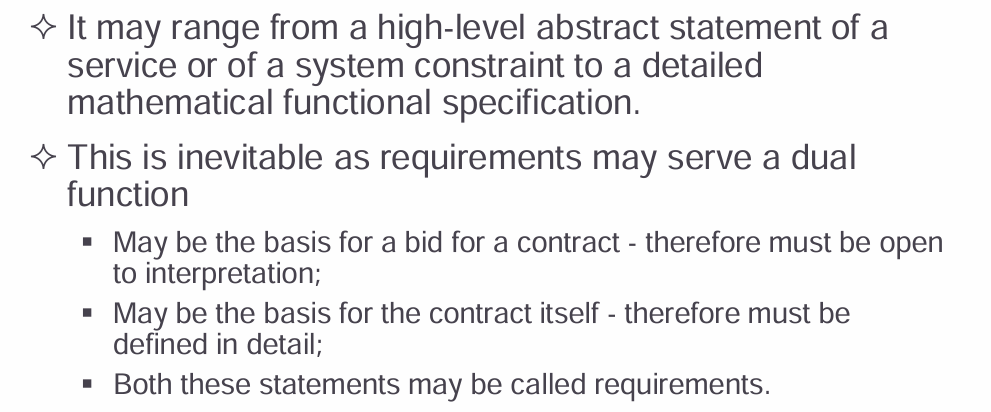 ✧ It may range from a high-level abstract statement of a
service or of a system constraint to a detailed
mathematical functional specification.
✧ This is inevitable as requirements may serve a dual
function
▪ May be the basis for a bid for a contract - therefore must be open
to interpretation;
▪ May be the basis for the contract itself - therefore must be
defined in detail;
▪ Both these statements may be called requirements.